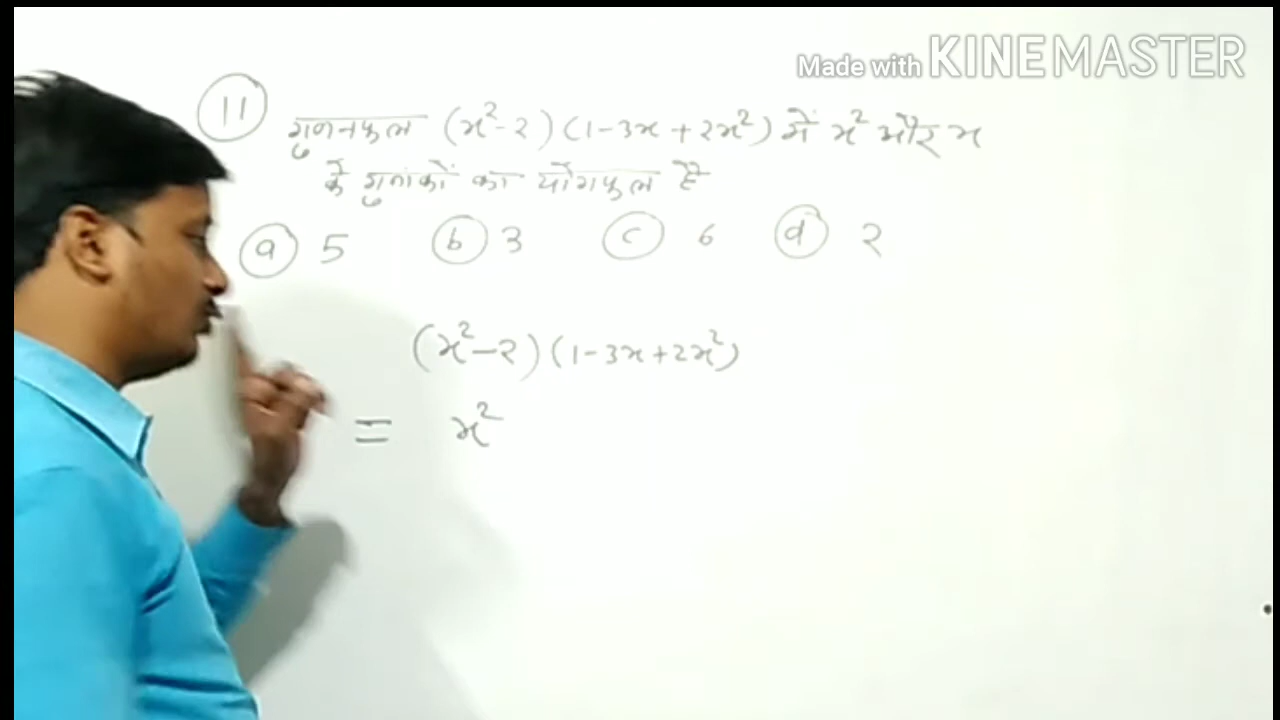 Made with KINEMASTER
11 गुणनफल (x²-2)(1-3x+2x²) में x² और x
के गुणांकों का योगफल है
a 5 b 3 c 6 d 2
(x²-2)(1-3x+2x²)
= x²